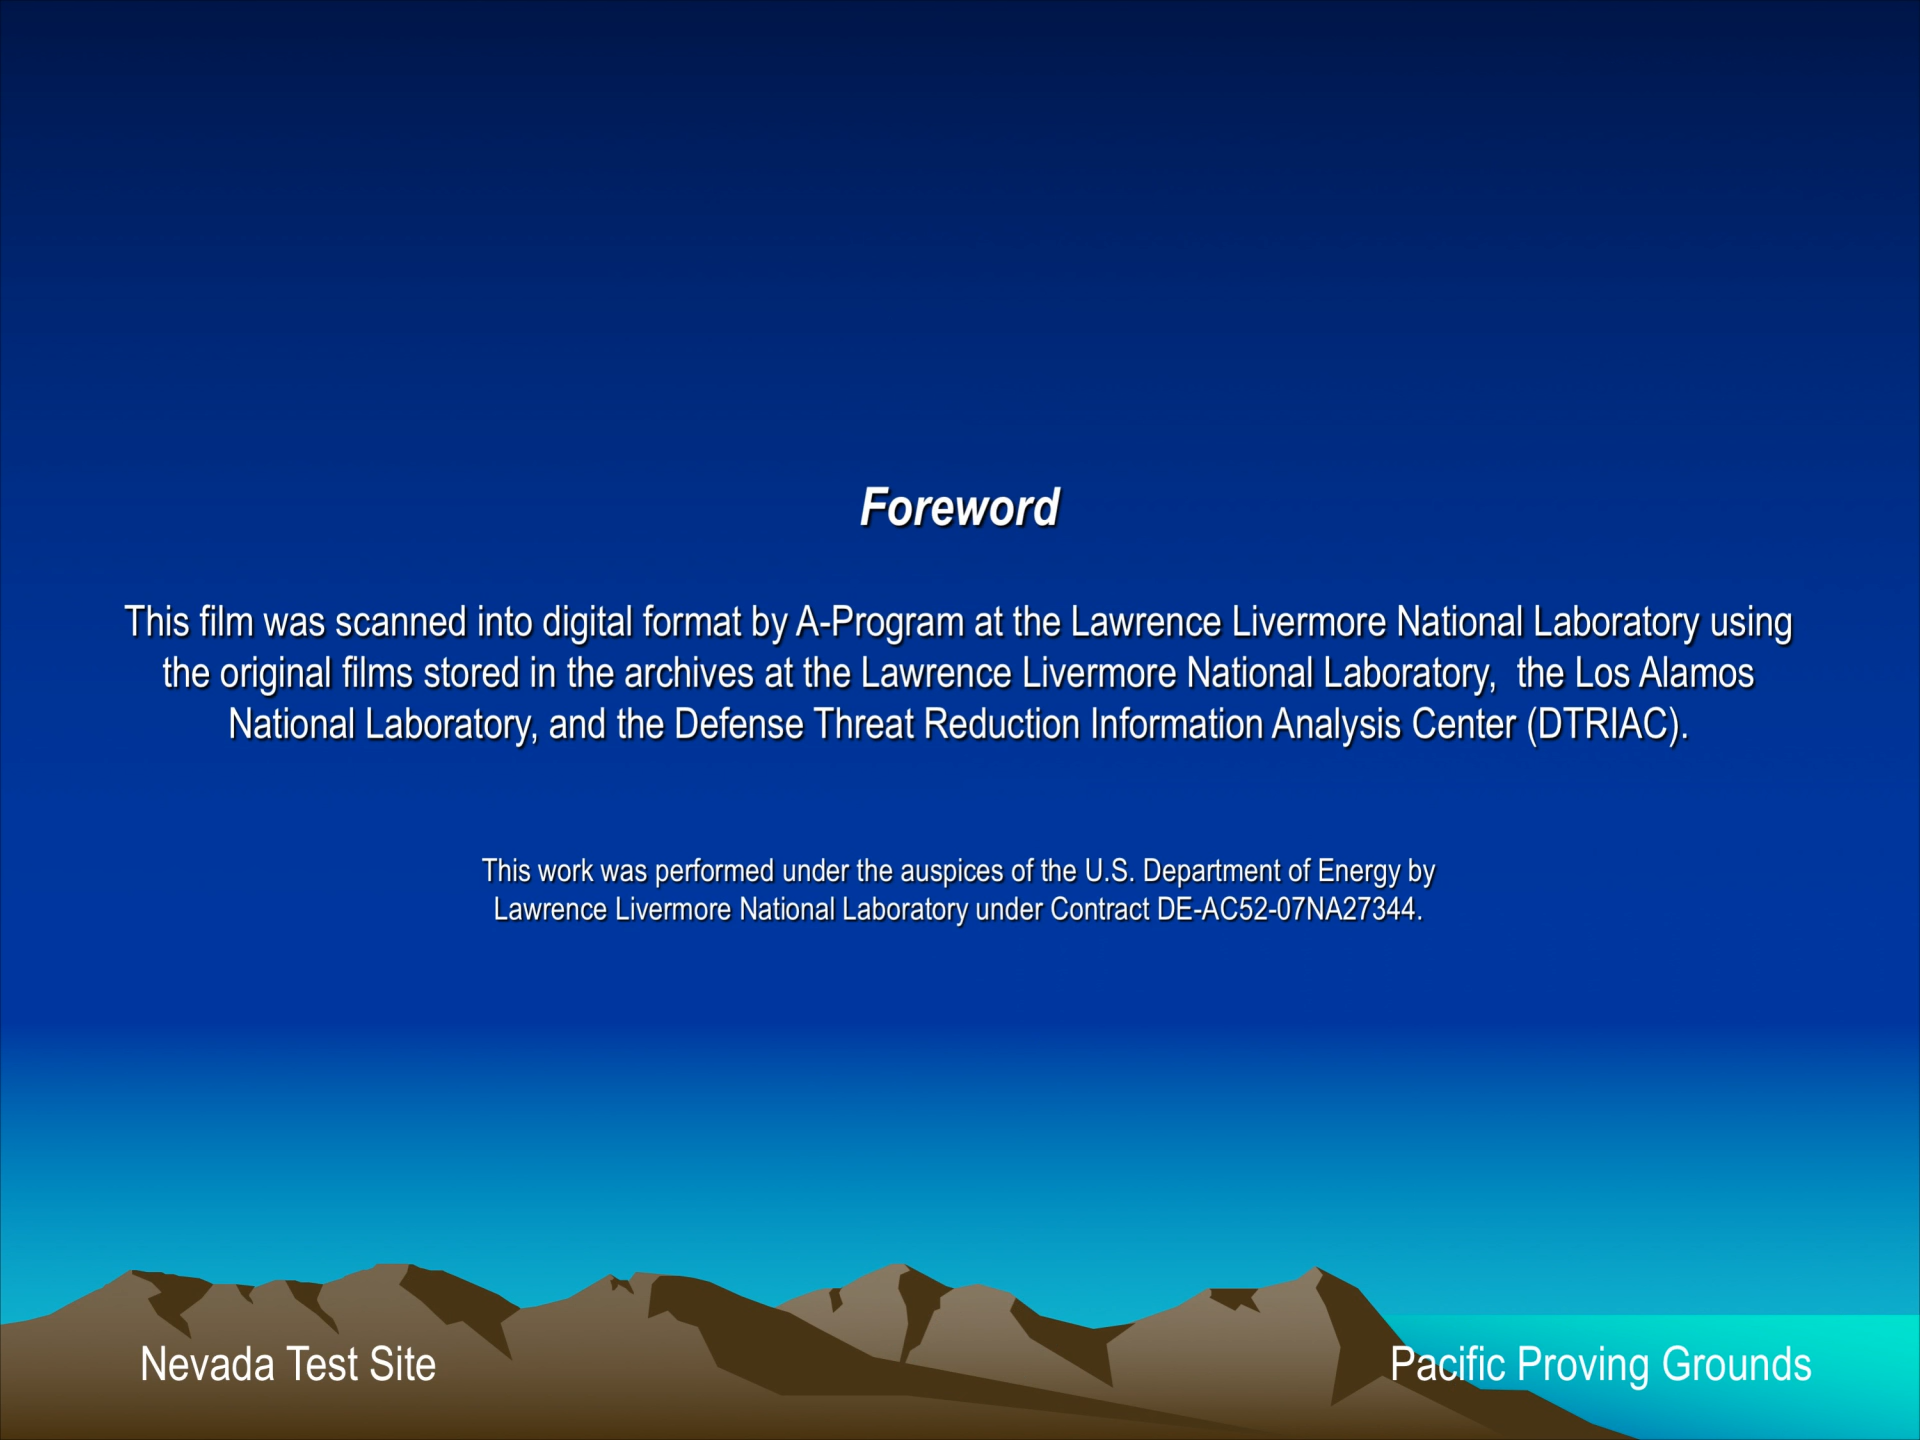 Foreword
This film was scanned into digital format by A-Program at the Lawrence Livermore National Laboratory using
the original films stored in the archives at the Lawrence Livermore National Laboratory,  the Los Alamos
National Laboratory, and the Defense Threat Reduction Information Analysis Center (DTRIAC).
This work was performed under the auspices of the U.S. Department of Energy by
Lawrence Livermore National Laboratory under Contract DE-AC52-07NA27344.
Nevada Test Site
Pacific Proving Grounds